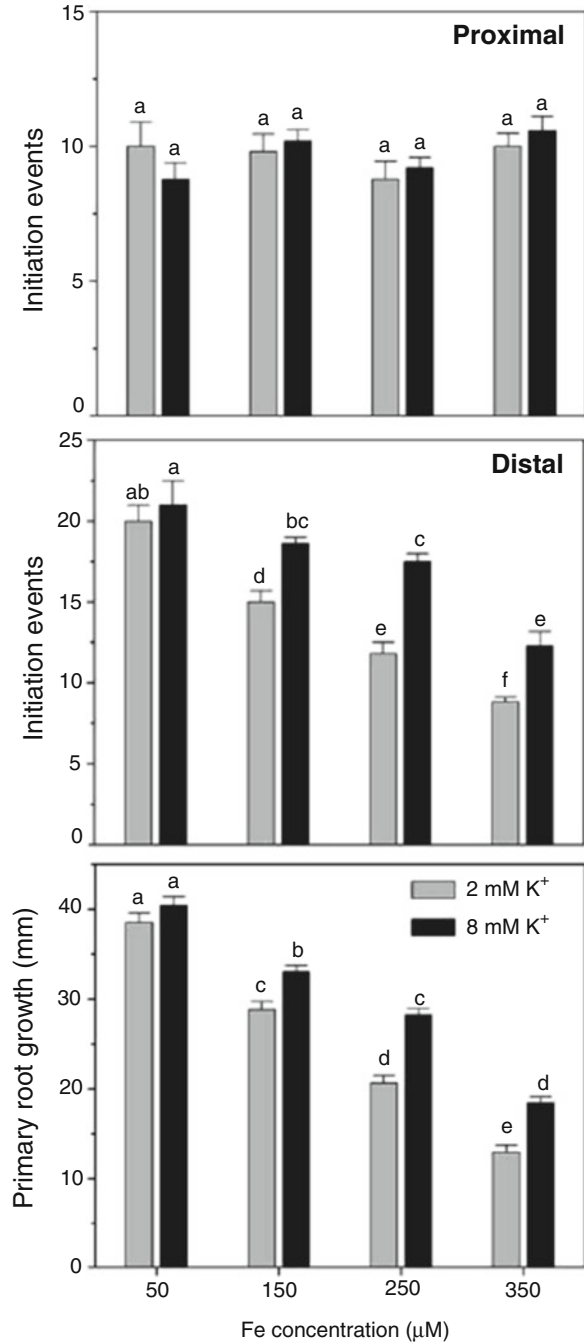 15
Proximal
a
a
a
a
a
a
a
a
10
5
0
Initiation events
25
Distal
ab
a
bc
c
d
e
e
f
20
15
10
5
0
Initiation events
2 mM K⁺
8 mM K⁺
a
a
b
c
c
d
d
e
40
30
20
10
0
Primary root growth (mm)
50 150 250 350
Fe concentration (µM)